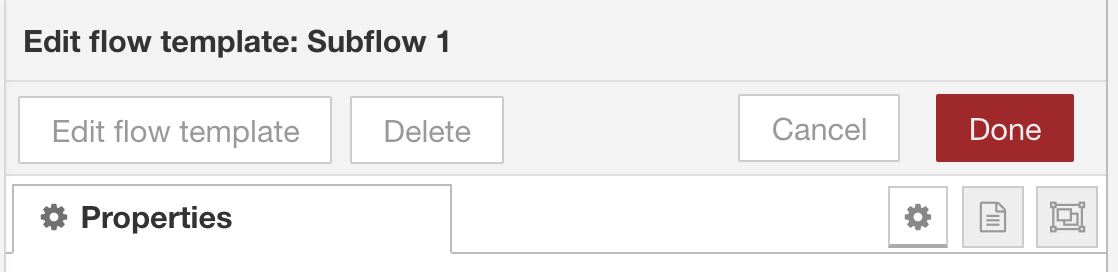 Edit flow template: Subflow 1
Edit flow template Delete Cancel Done
Properties